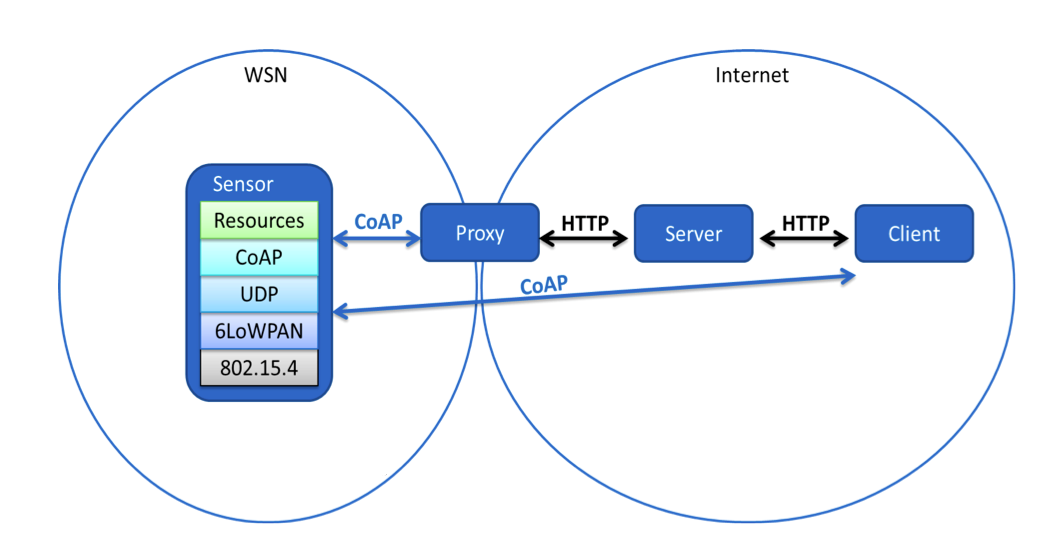 WSN
Internet
Sensor
Resources
CoAP
UDP
6LoWPAN
802.15.4
CoAP
Proxy
HTTP
Server
HTTP
Client
CoAP